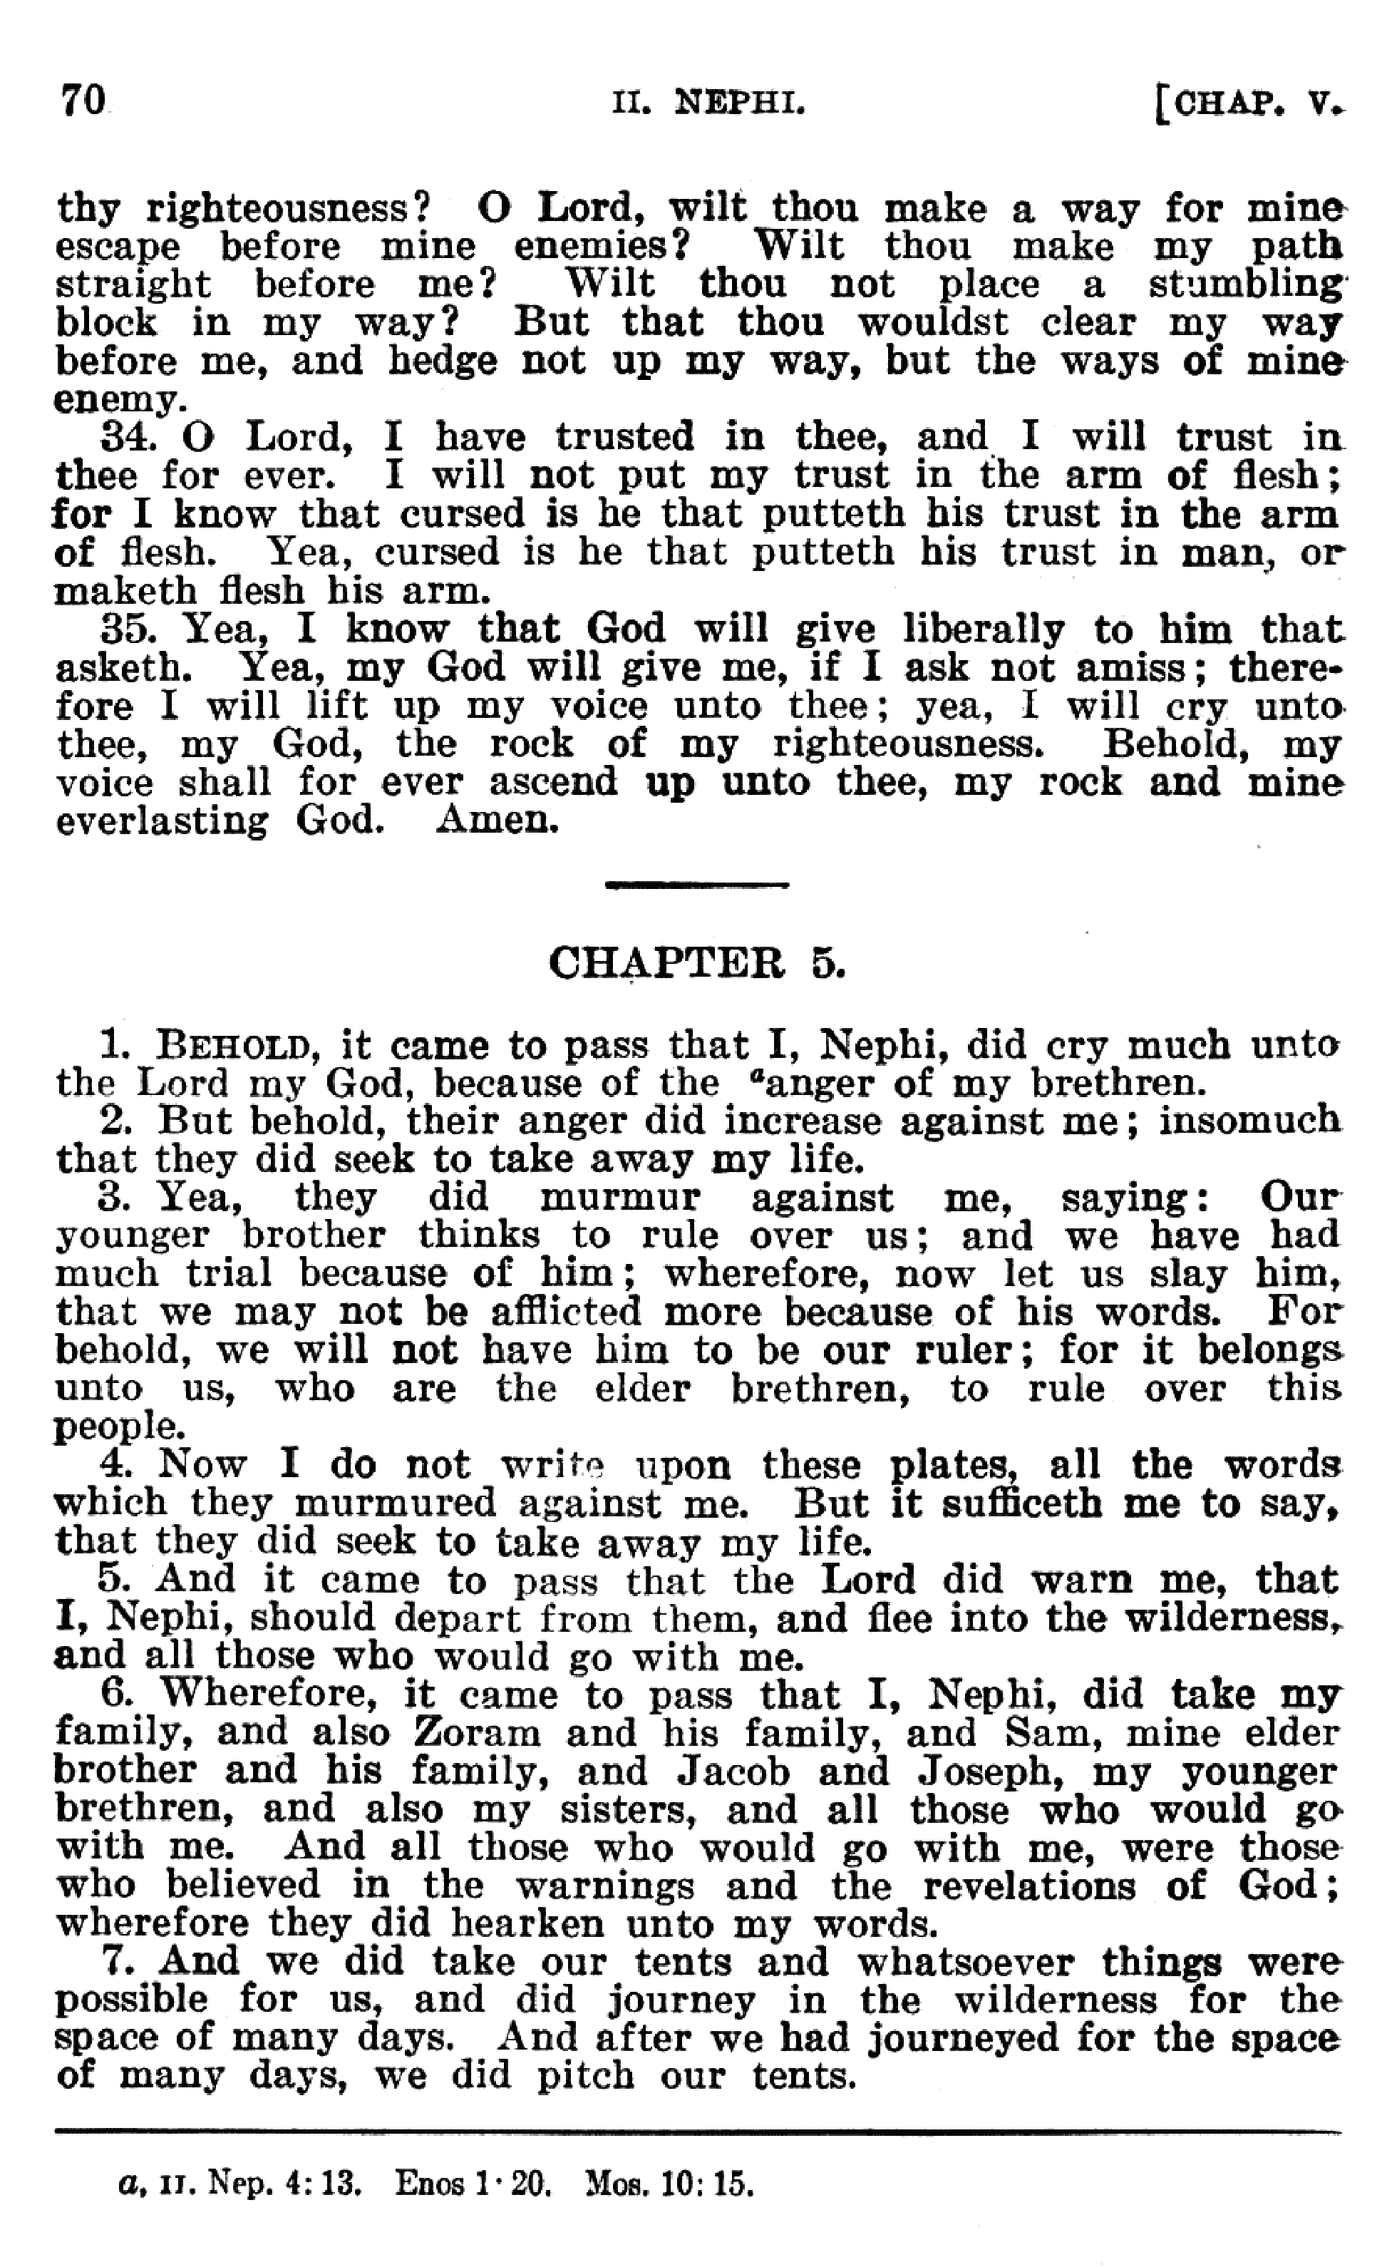 70 II. NEPHI. [CHAP. V.
thy righteousness? O Lord, wilt thou make a way for mine
escape before mine enemies? Wilt thou make my path
straight before me? Wilt thou not place a stumbling
block in my way? But that thou wouldst clear my way
before me, and hedge not up my way, but the ways of mine
enemy.
34. O Lord, I have trusted in thee, and I will trust in
thee for ever. I will not put my trust in the arm of flesh;
for I know that cursed is he that putteth his trust in the arm
of flesh. Yea, cursed is he that putteth his trust in man, or
maketh flesh his arm.
35. Yea, I know that God will give liberally to him that
asketh. Yea, my God will give me, if I ask not amiss; there-
fore I will lift up my voice unto thee; yea, I will cry unto
thee, my God, the rock of my righteousness. Behold, my
voice shall for ever ascend up unto thee, my rock and mine
everlasting God. Amen.
CHAPTER 5.
1. BEHOLD, it came to pass that I, Nephi, did cry much unto
the Lord my God, because of the ᵃanger of my brethren.
2. But behold, their anger did increase against me; insomuch
that they did seek to take away my life.
3. Yea, they did murmur against me, saying: Our
younger brother thinks to rule over us; and we have had
much trial because of him; wherefore, now let us slay him,
that we may not be afflicted more because of his words. For
behold, we will not have him to be our ruler; for it belongs
unto us, who are the elder brethren, to rule over this
people.
4. Now I do not write upon these plates, all the words
which they murmured against me. But it sufficeth me to say,
that they did seek to take away my life.
5. And it came to pass that the Lord did warn me, that
I, Nephi, should depart from them, and flee into the wilderness,
and all those who would go with me.
6. Wherefore, it came to pass that I, Nephi, did take my
family, and also Zoram and his family, and Sam, mine elder
brother and his family, and Jacob and Joseph, my younger
brethren, and also my sisters, and all those who would go
with me. And all those who would go with me, were those
who believed in the warnings and the revelations of God;
wherefore they did hearken unto my words.
7. And we did take our tents and whatsoever things were
possible for us, and did journey in the wilderness for the
space of many days. And after we had journeyed for the space
of many days, we did pitch our tents.
a, II. Nep. 4: 13. Enos 1: 20. Mos. 10: 15.